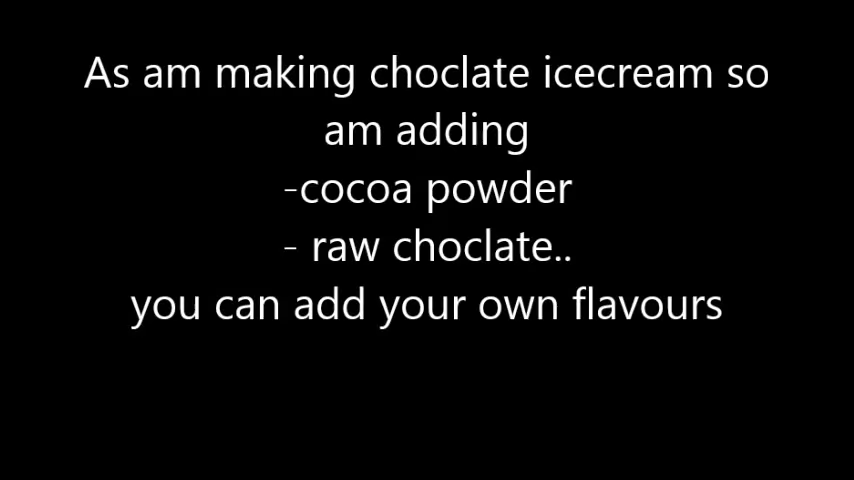 As am making choclate icecream so
am adding
-cocoa powder
- raw choclate..
you can add your own flavours